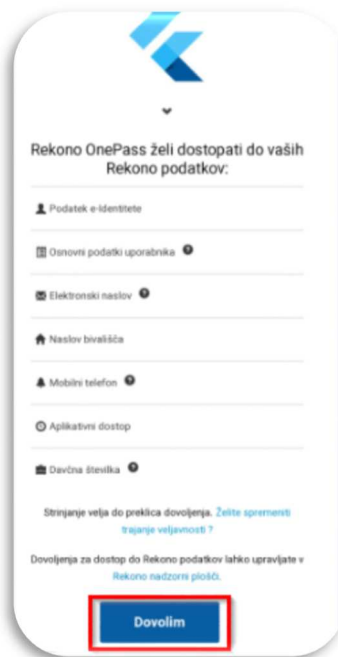 Rekono OnePass želi dostopati do vaših
Rekono podatkov:
Podatek e-Identitete
Osnovni podatki uporabnika
Elektronski naslov
Naslov bivališča
Mobilni telefon
Aplikativni dostop
Davčna številka
Strinjanje velja do preklica dovoljenja. Želite spremeniti
trajanje veljavnosti ?
Dovoljenja za dostop do Rekono podatkov lahko upravljate v
Rekono nadzorni plošči.
Dovolim